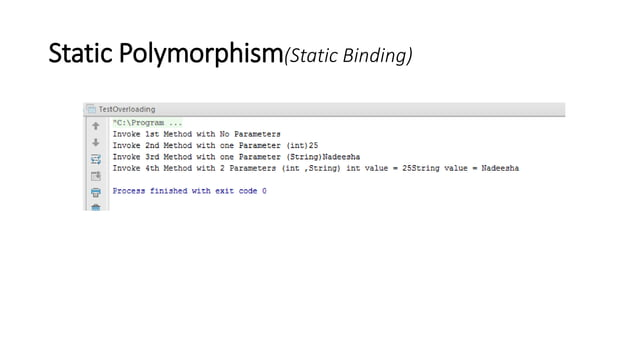 Static Polymorphism(Static Binding)
TestOverloading
"C:\Program ...
Invoke 1st Method with No Parameters
Invoke 2nd Method with one Parameter (int)25
Invoke 3rd Method with one Parameter (String)Nadeesha
Invoke 4th Method with 2 Parameters (int ,String) int value = 25String value = Nadeesha
Process finished with exit code 0